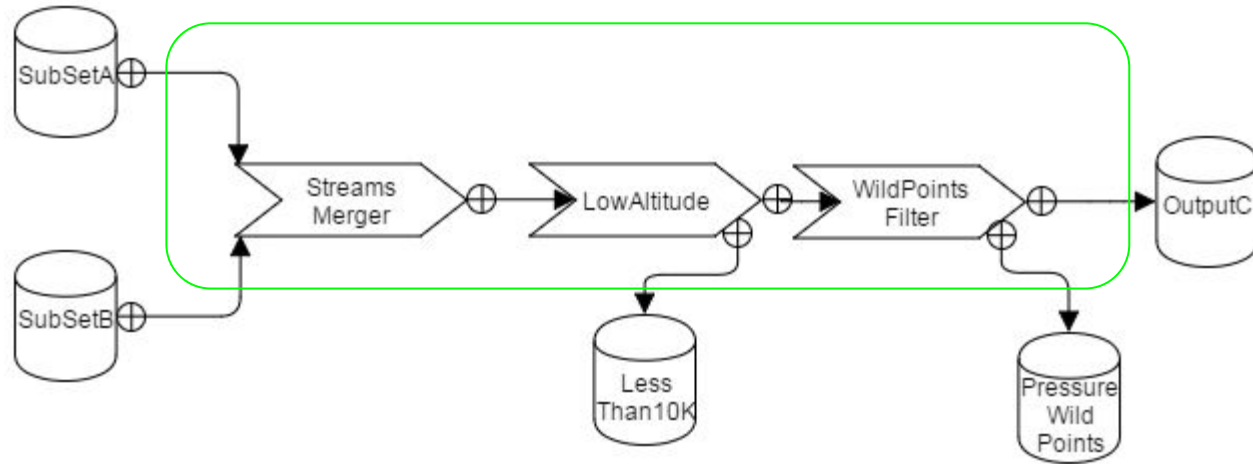 SubSetA
SubSetB
Streams
Merger
LowAltitude
WildPoints
Filter
OutputC
Less
Than10K
Pressure
Wild
Points